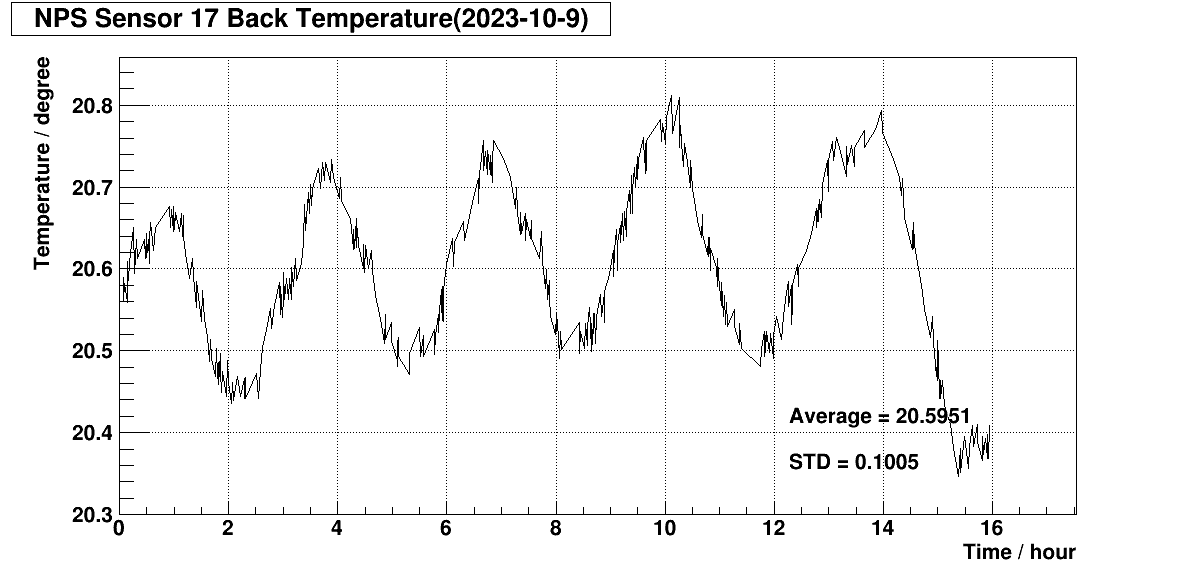 NPS Sensor 17 Back Temperature(2023-10-9)
Temperature / degree
20.8
20.7
20.6
20.5
20.4
20.3
Average = 20.5951
STD = 0.1005
0 2 4 6 8 10 12 14 16
Time / hour